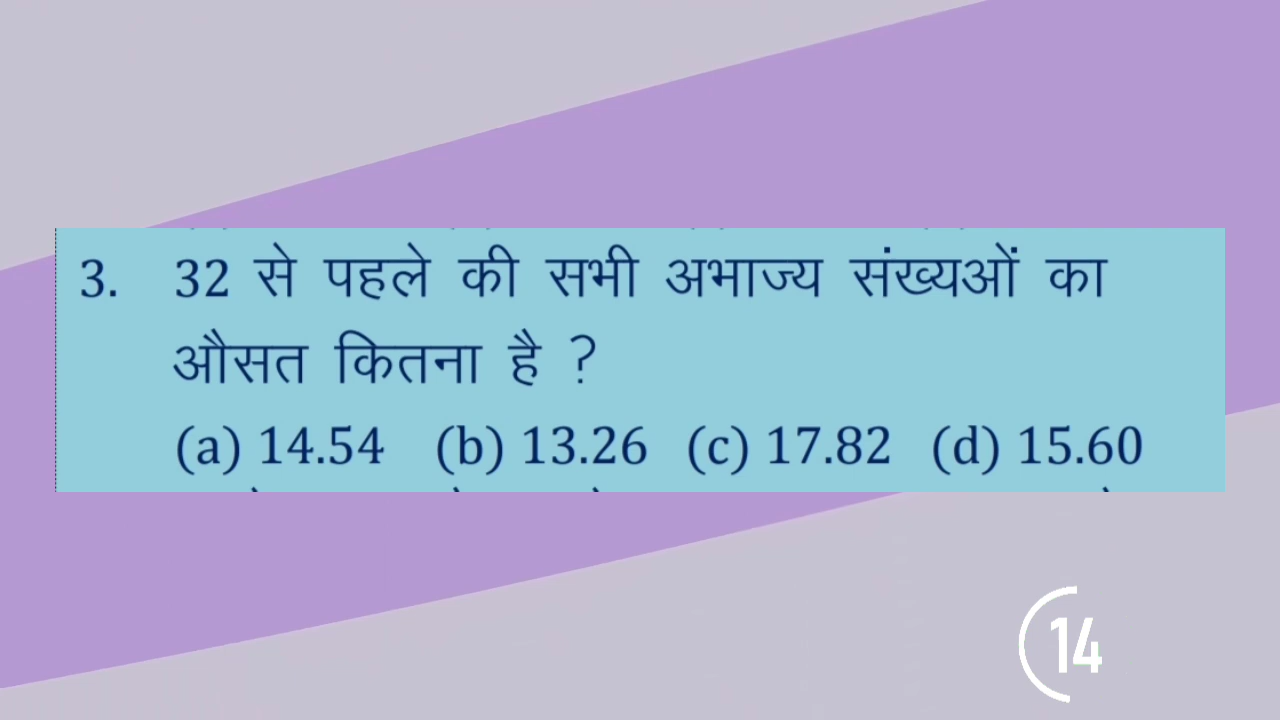 3. 32 से पहले की सभी अभाज्य संख्यओं का
औसत कितना है ?
(a) 14.54 (b) 13.26 (c) 17.82 (d) 15.60
14